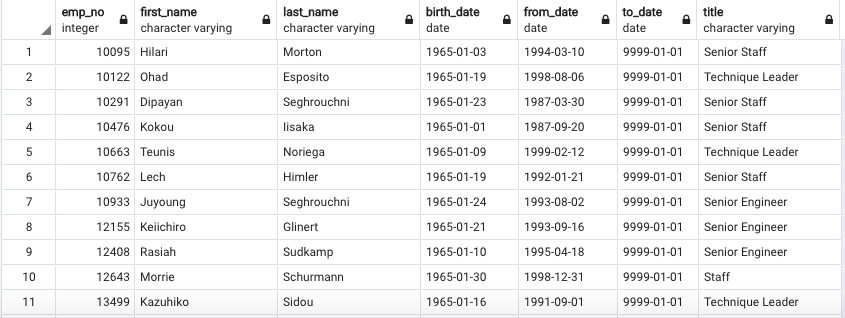 emp_no first_name last_name birth_date from_date to_date title
integer character varying character varying date date date character varying
1 10095 Hilari Morton 1965-01-03 1994-03-10 9999-01-01 Senior Staff
2 10122 Ohad Esposito 1965-01-19 1998-08-06 9999-01-01 Technique Leader
3 10291 Dipayan Seghrouchni 1965-01-23 1987-03-30 9999-01-01 Senior Staff
4 10476 Kokou Iisaka 1965-01-01 1987-09-20 9999-01-01 Senior Staff
5 10663 Teunis Noriega 1965-01-09 1999-02-12 9999-01-01 Technique Leader
6 10762 Lech Himler 1965-01-19 1992-01-21 9999-01-01 Senior Staff
7 10933 Juyoung Seghrouchni 1965-01-24 1993-08-02 9999-01-01 Senior Engineer
8 12155 Keiichiro Glinert 1965-01-21 1993-09-16 9999-01-01 Senior Engineer
9 12408 Rasiah Sudkamp 1965-01-10 1995-04-18 9999-01-01 Senior Engineer
10 12643 Morrie Schurmann 1965-01-30 1998-12-31 9999-01-01 Staff
11 13499 Kazuhiko Sidou 1965-01-16 1991-09-01 9999-01-01 Technique Leader